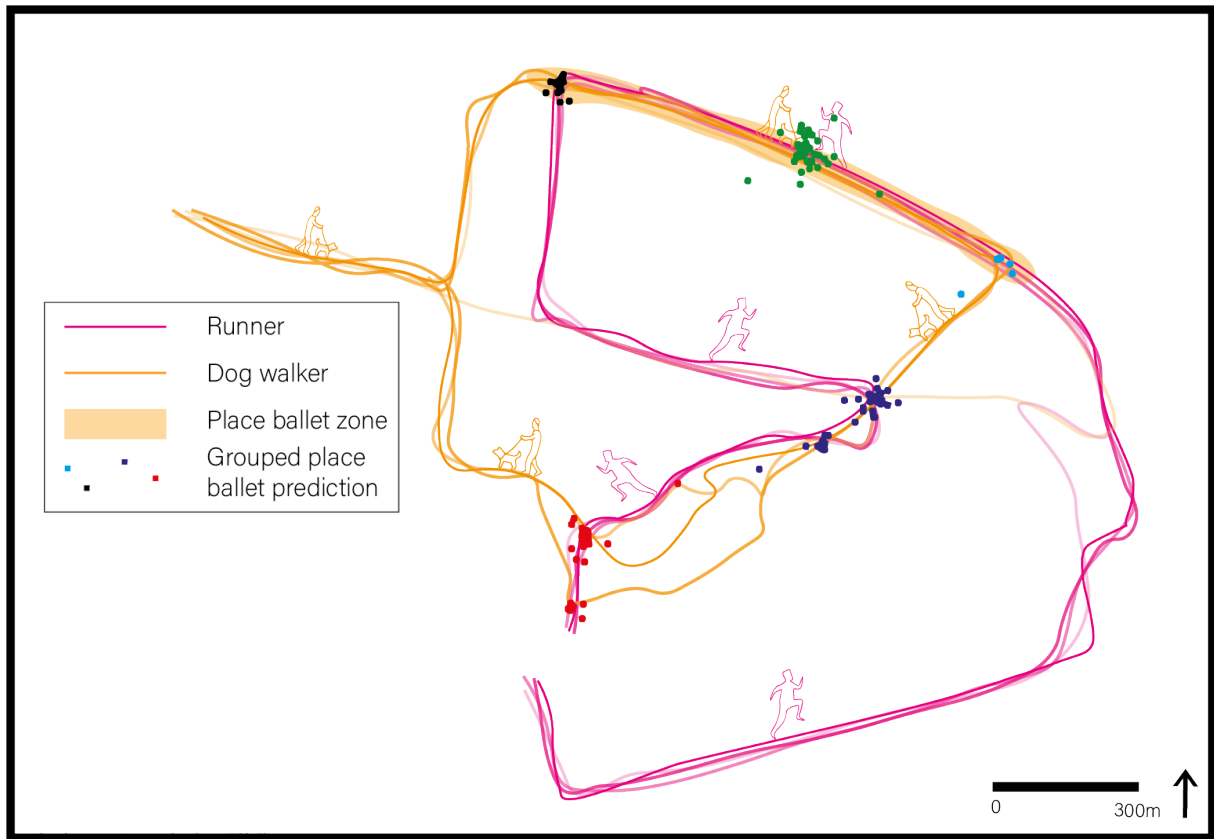 Runner
Dog walker
Place ballet zone
Grouped place
ballet prediction
0 300m